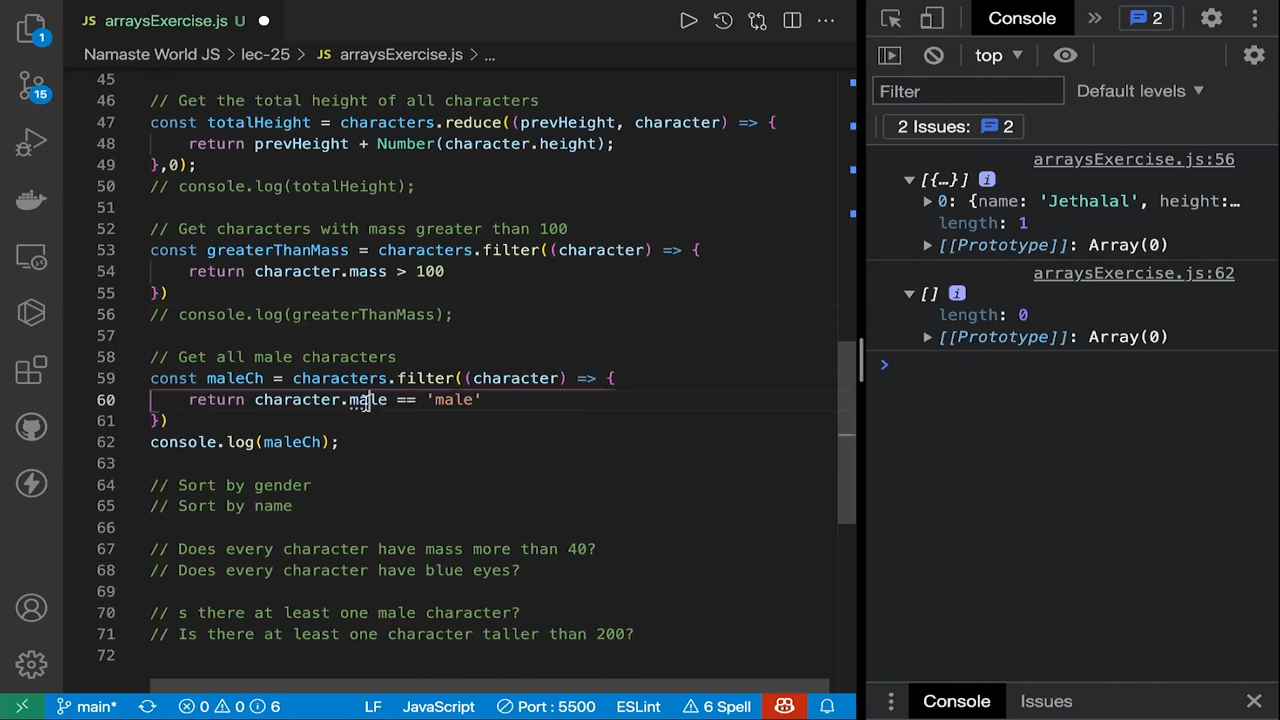 arraysExercise.js U
Namaste World JS > lec-25 > arraysExercise.js > ...
1
15
45
46 // Get the total height of all characters
47 const totalHeight = characters.reduce((prevHeight, character) => {
48 return prevHeight + Number(character.height);
49 },0);
50 // console.log(totalHeight);
51
52 // Get characters with mass greater than 100
53 const greaterThanMass = characters.filter((character) => {
54 return character.mass > 100
55 })
56 // console.log(greaterThanMass);
57
58 // Get all male characters
59 const maleCh = characters.filter((character) => {
60 return character.male == 'male'
61 })
62 console.log(maleCh);
63
64 // Sort by gender
65 // Sort by name
66
67 // Does every character have mass more than 40?
68 // Does every character have blue eyes?
69
70 // s there at least one male character?
71 // Is there at least one character taller than 200?
72
main* 0 0 6 LF JavaScript Port : 5500 ESLint 6 Spell
Console 2
top
Filter Default levels
2 Issues: 2
arraysExercise.js:56
[{…}] i
0: {name: 'Jethalal', height:…
length: 1
[[Prototype]]: Array(0)
arraysExercise.js:62
[] i
length: 0
[[Prototype]]: Array(0)
Console Issues